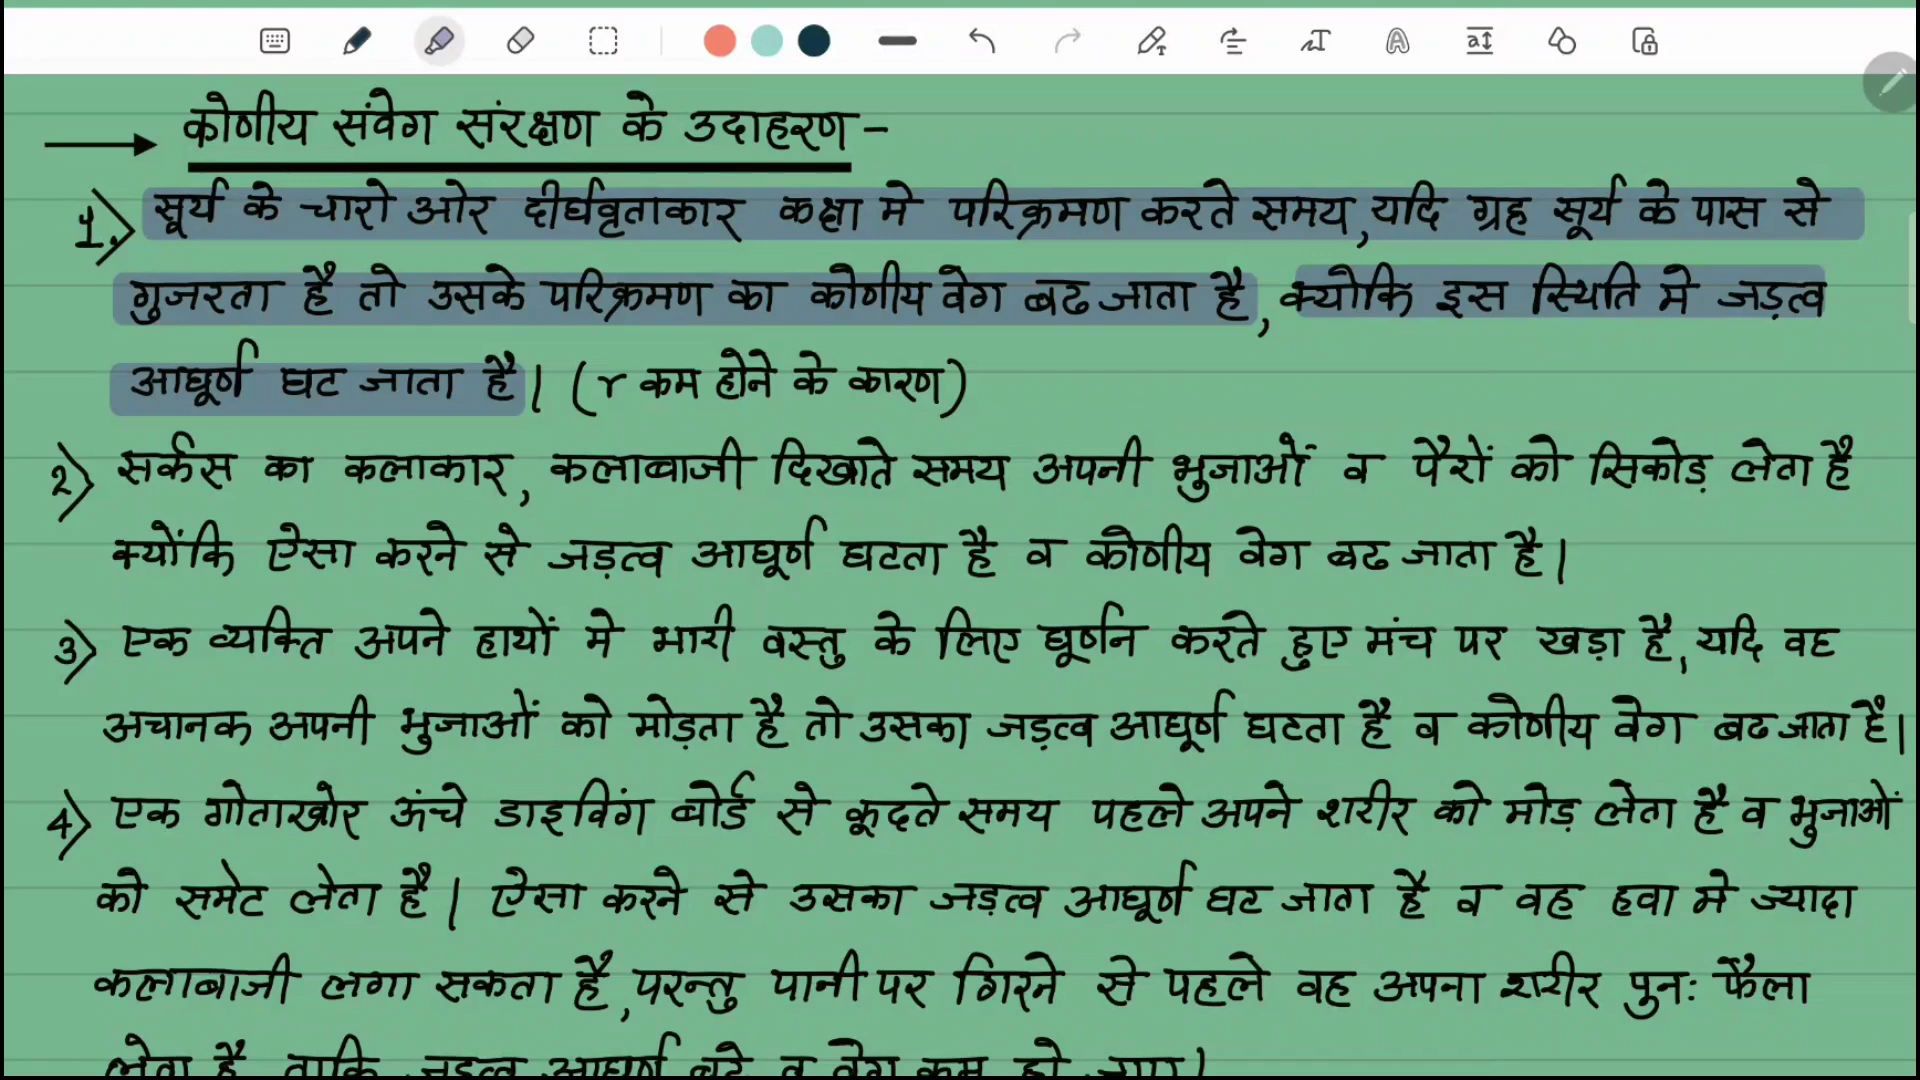 कोणीय संवेग संरक्षण के उदाहरण -
1. सूर्य के चारो ओर दीर्घवृताकार कक्षा मे परिक्रमण करते समय, यदि ग्रह सूर्य के पास से
गुजरता है तो उसके परिक्रमण का कोणीय वेग बढ जाता है, क्योकि इस स्थिति मे जड़त्व
आघूर्ण घट जाता है। (r कम होने के कारण)
2) सर्कस का कलाकार, कलाबाजी दिखाते समय अपनी भुजाओं व पैरों को सिकोड़ लेता है
क्योंकि ऐसा करने से जड़त्व आघूर्ण घटता है व कोणीय वेग बढ जाता है।
3) एक व्यक्ति अपने हाथों मे भारी वस्तु के लिए घूर्णन करते हुए मंच पर खड़ा है, यदि वह
अचानक अपनी भुजाओं को मोड़ता है तो उसका जड़त्व आघूर्ण घटता है व कोणीय वेग बढ जाता है।
4) एक गोताखोर ऊंचे डाइविंग बोर्ड से कूदते समय पहले अपने शरीर को मोड़ लेता है व भुजाओं
को समेट लेता है। ऐसा करने से उसका जड़त्व आघूर्ण घट जाता है व वह हवा मे ज्यादा
कलाबाजी लगा सकता है, परन्तु पानी पर गिरने से पहले वह अपना शरीर पुनः फैला
लेता है ताकि जड़त्व आघूर्ण बढे व वेग कम हो जाए।